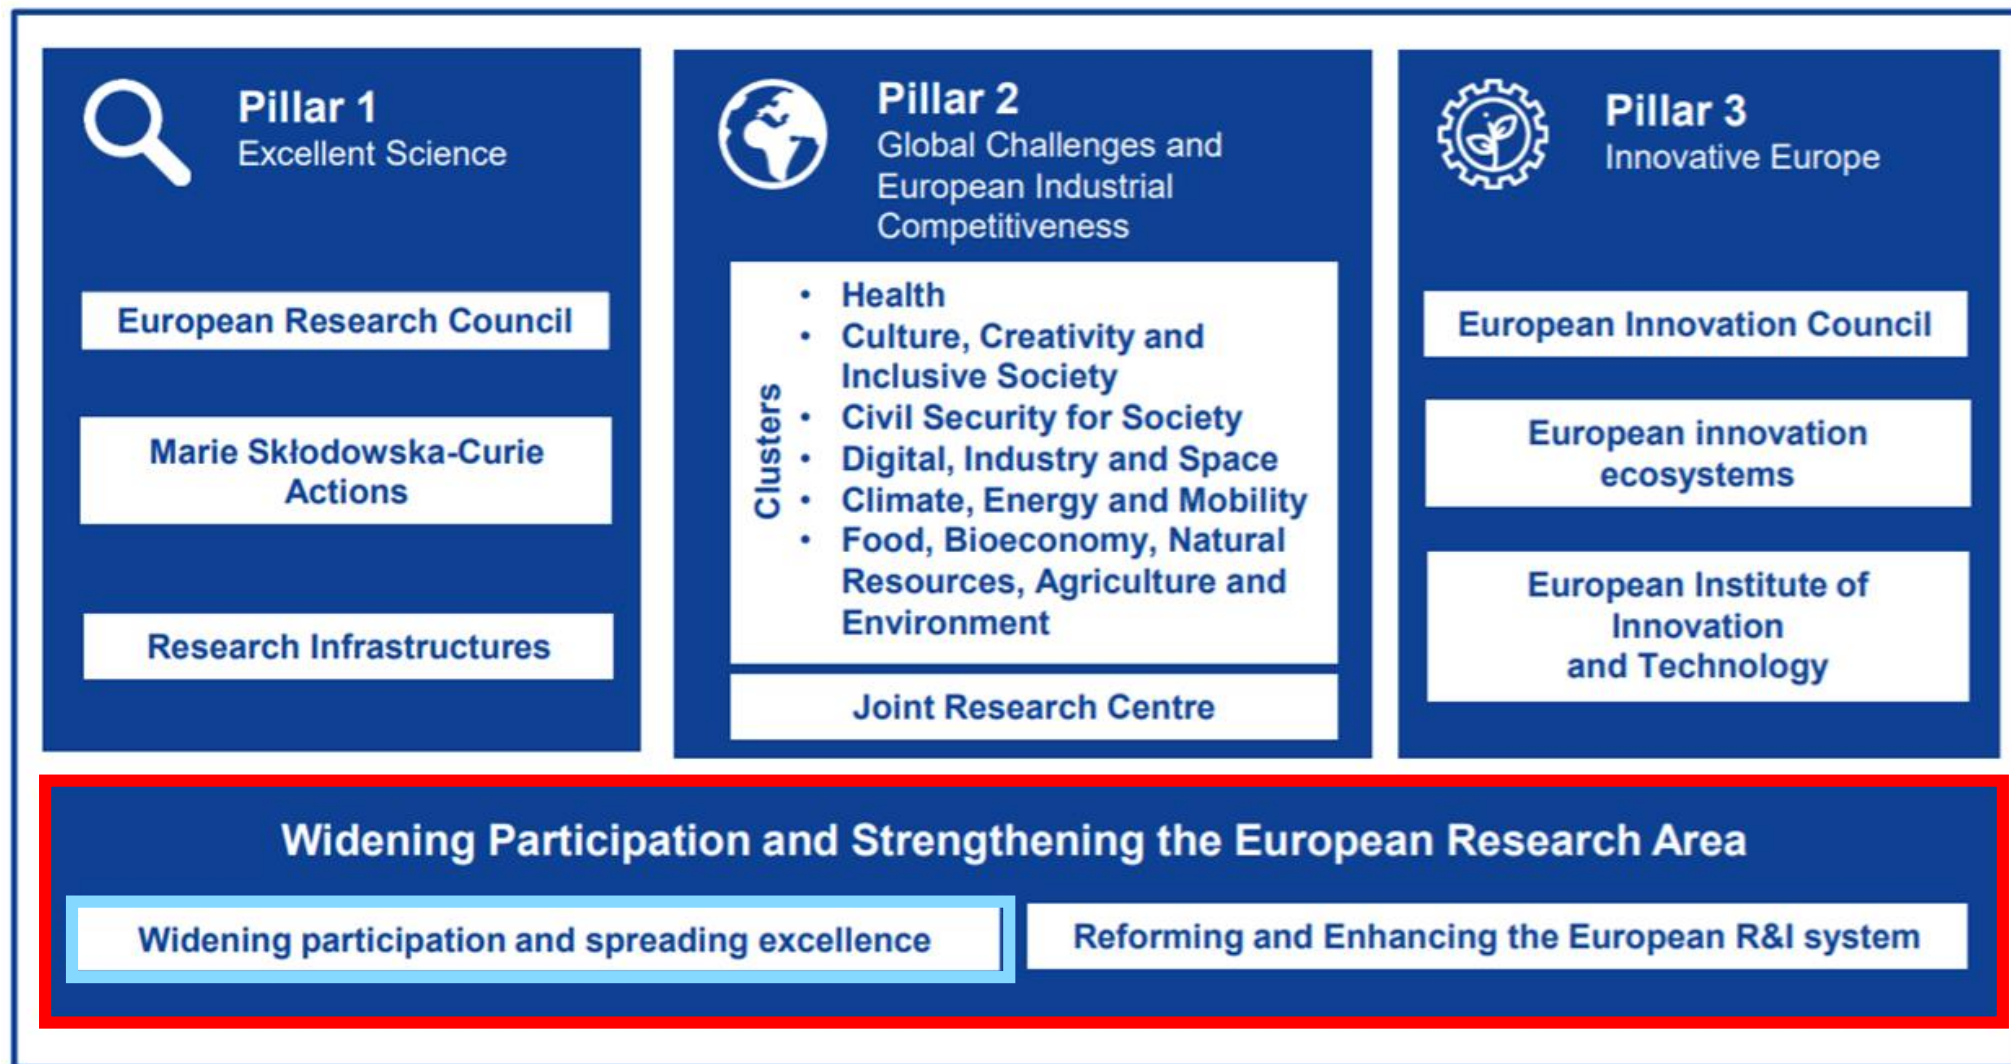 Pillar 1
Excellent Science
European Research Council
Marie Skłodowska-Curie
Actions
Research Infrastructures
Pillar 2
Global Challenges and
European Industrial
Competitiveness
Clusters
• Health
• Culture, Creativity and
Inclusive Society
• Civil Security for Society
• Digital, Industry and Space
• Climate, Energy and Mobility
• Food, Bioeconomy, Natural
Resources, Agriculture and
Environment
Joint Research Centre
Pillar 3
Innovative Europe
European Innovation Council
European innovation
ecosystems
European Institute of
Innovation
and Technology
Widening Participation and Strengthening the European Research Area
Widening participation and spreading excellence
Reforming and Enhancing the European R&I system